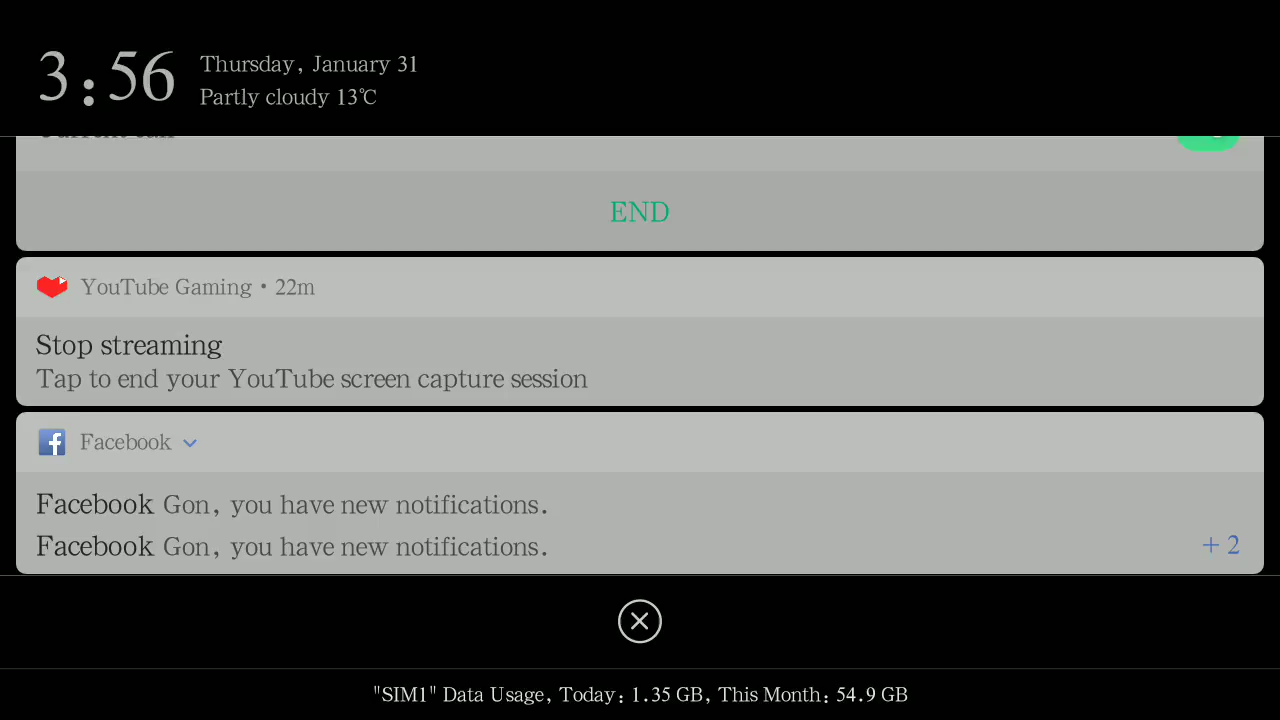 3:56
Thursday, January 31
Partly cloudy 13℃
END
YouTube Gaming • 22m
Stop streaming
Tap to end your YouTube screen capture session
Facebook
Facebook Gon, you have new notifications.
Facebook Gon, you have new notifications.
+ 2
"SIM1" Data Usage, Today: 1.35 GB, This Month: 54.9 GB